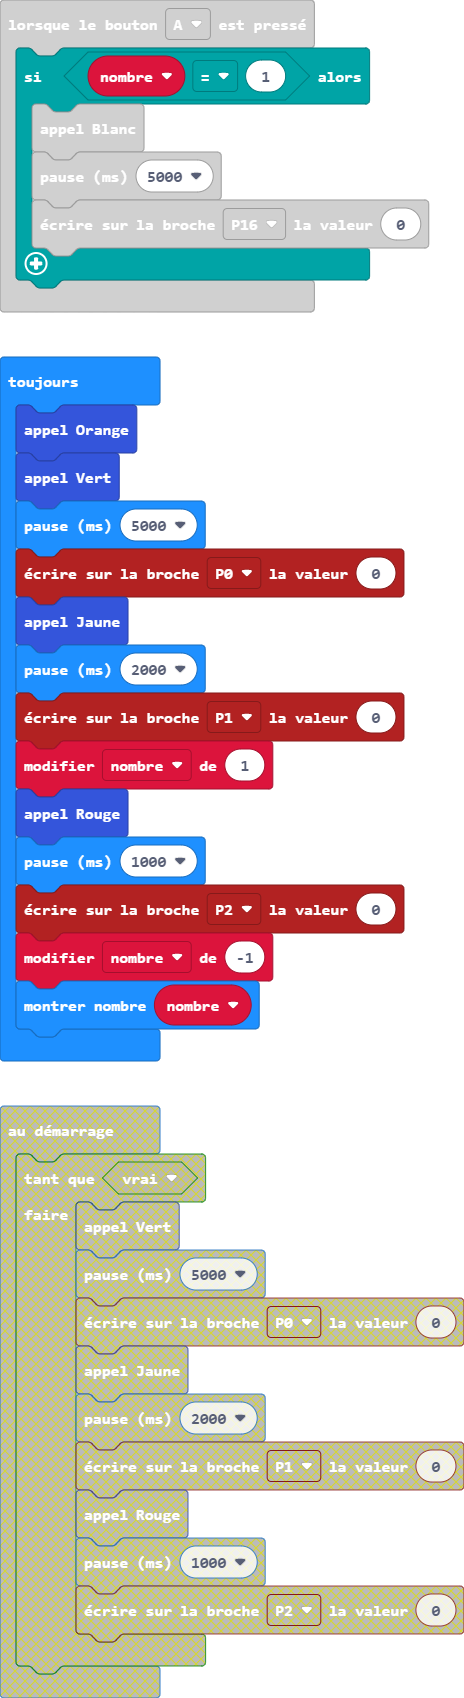 lorsque le bouton A est pressé
si nombre = 1 alors
appel Blanc
pause (ms) 5000
écrire sur la broche P16 la valeur 0
toujours
appel Orange
appel Vert
pause (ms) 5000
écrire sur la broche P0 la valeur 0
appel Jaune
pause (ms) 2000
écrire sur la broche P1 la valeur 0
modifier nombre de 1
appel Rouge
pause (ms) 1000
écrire sur la broche P2 la valeur 0
modifier nombre de -1
montrer nombre nombre
au démarrage
tant que vrai
faire
appel Vert
pause (ms) 5000
écrire sur la broche P0 la valeur 0
appel Jaune
pause (ms) 2000
écrire sur la broche P1 la valeur 0
appel Rouge
pause (ms) 1000
écrire sur la broche P2 la valeur 0